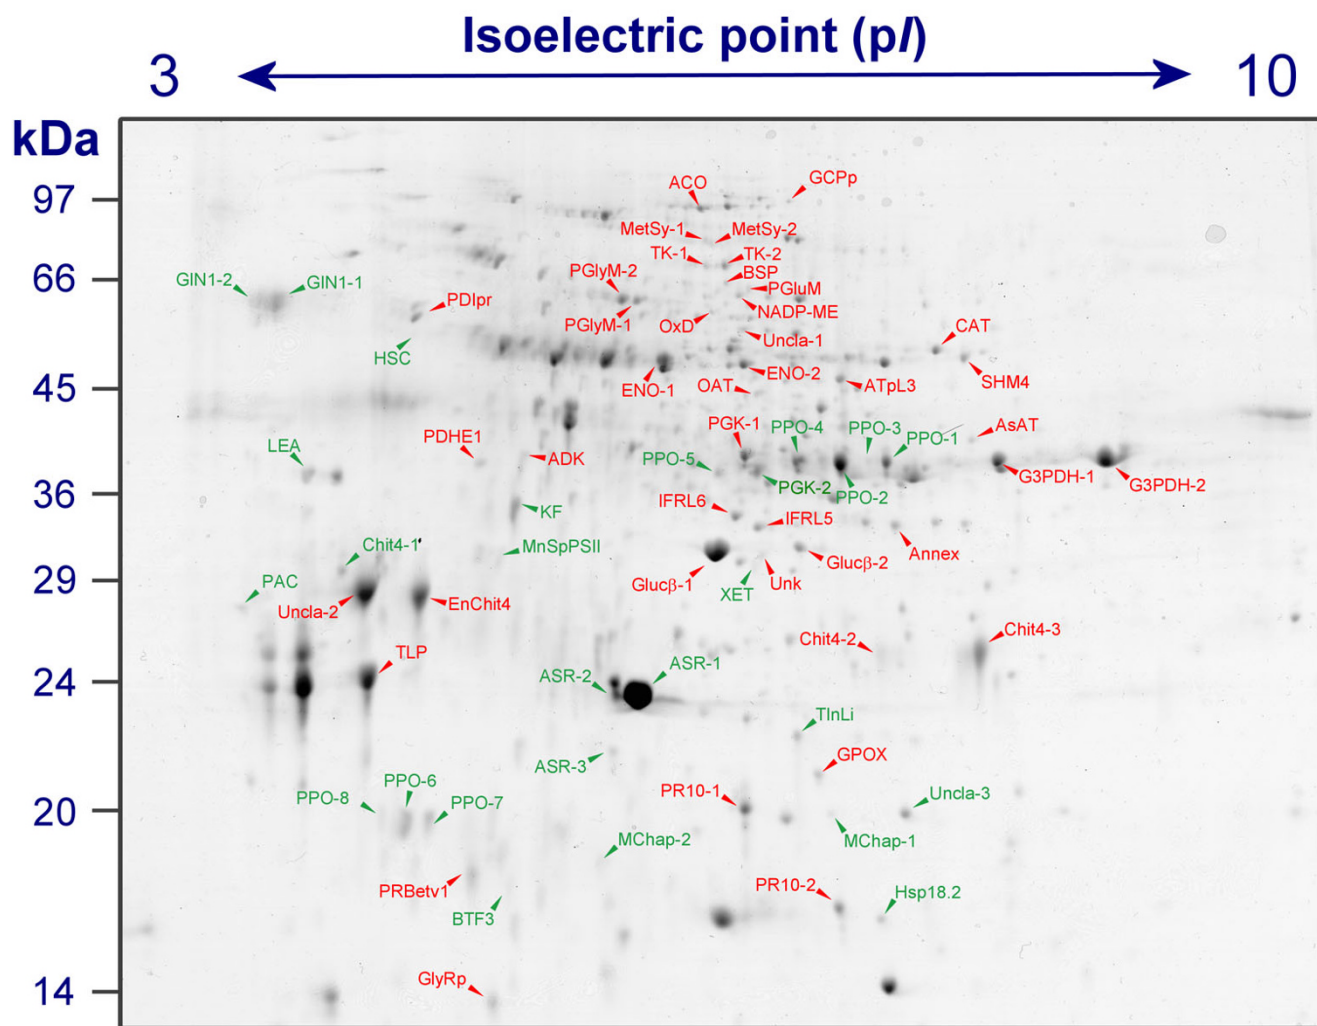 Isoelectric point (pI)
3
10
kDa
97
66
45
36
29
24
20
14
ACO
GCPp
MetSy-1
MetSy-2
TK-1
TK-2
BSP
PGlyM-2
PGluM
GIN1-2
GIN1-1
PDIpr
NADP-ME
PGlyM-1
OxD
Uncla-1
CAT
HSC
ENO-1
ENO-2
OAT
ATpL3
SHM4
PGK-1
PPO-4
PPO-3
PPO-1
AsAT
LEA
PDHE1
ADK
PPO-5
PGK-2
PPO-2
G3PDH-1
G3PDH-2
KF
IFRL6
IFRL5
Annex
Chit4-1
MnSpPSII
Glucβ-1
Glucβ-2
Unk
XET
PAC
Uncla-2
EnChit4
Chit4-2
Chit4-3
TLP
ASR-2
ASR-1
TlnLi
ASR-3
GPOX
PPO-8
PPO-6
PPO-7
PR10-1
Uncla-3
MChap-2
MChap-1
PRBetv1
BTF3
PR10-2
Hsp18.2
GlyRp